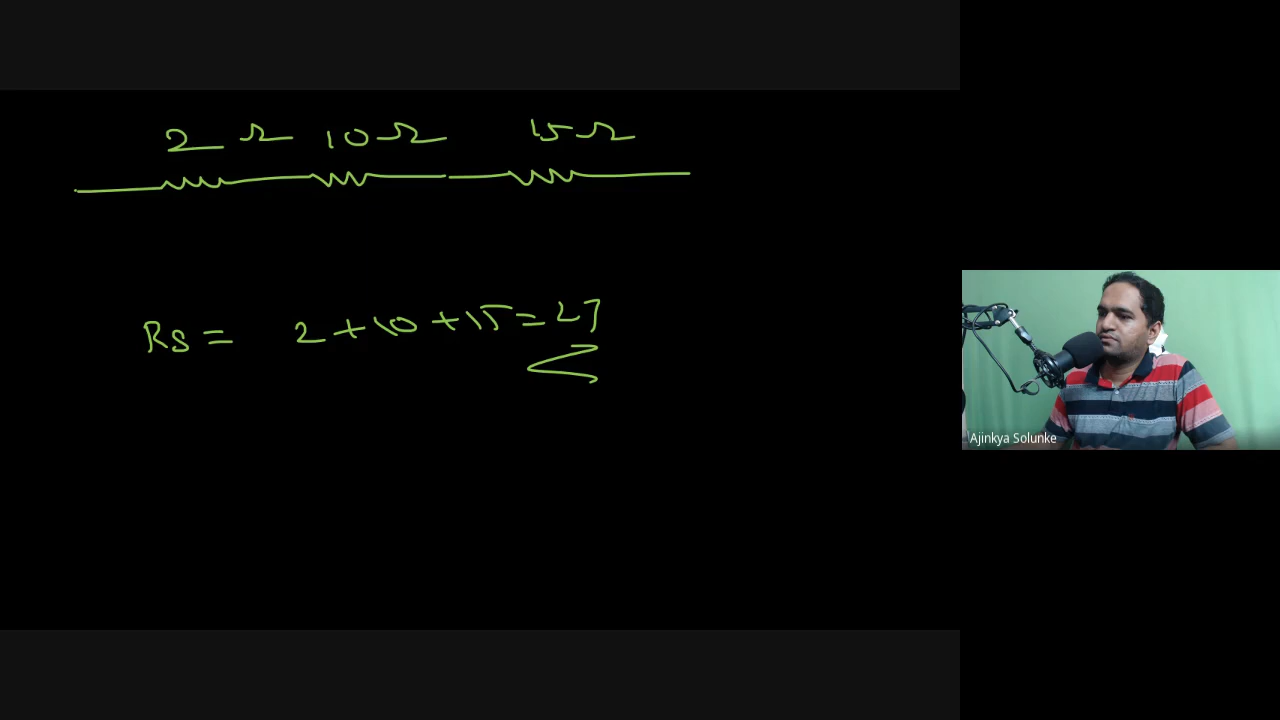 2 Ω 10 Ω 15 Ω
Rs = 2+10+15=27
Ajinkya Solunke